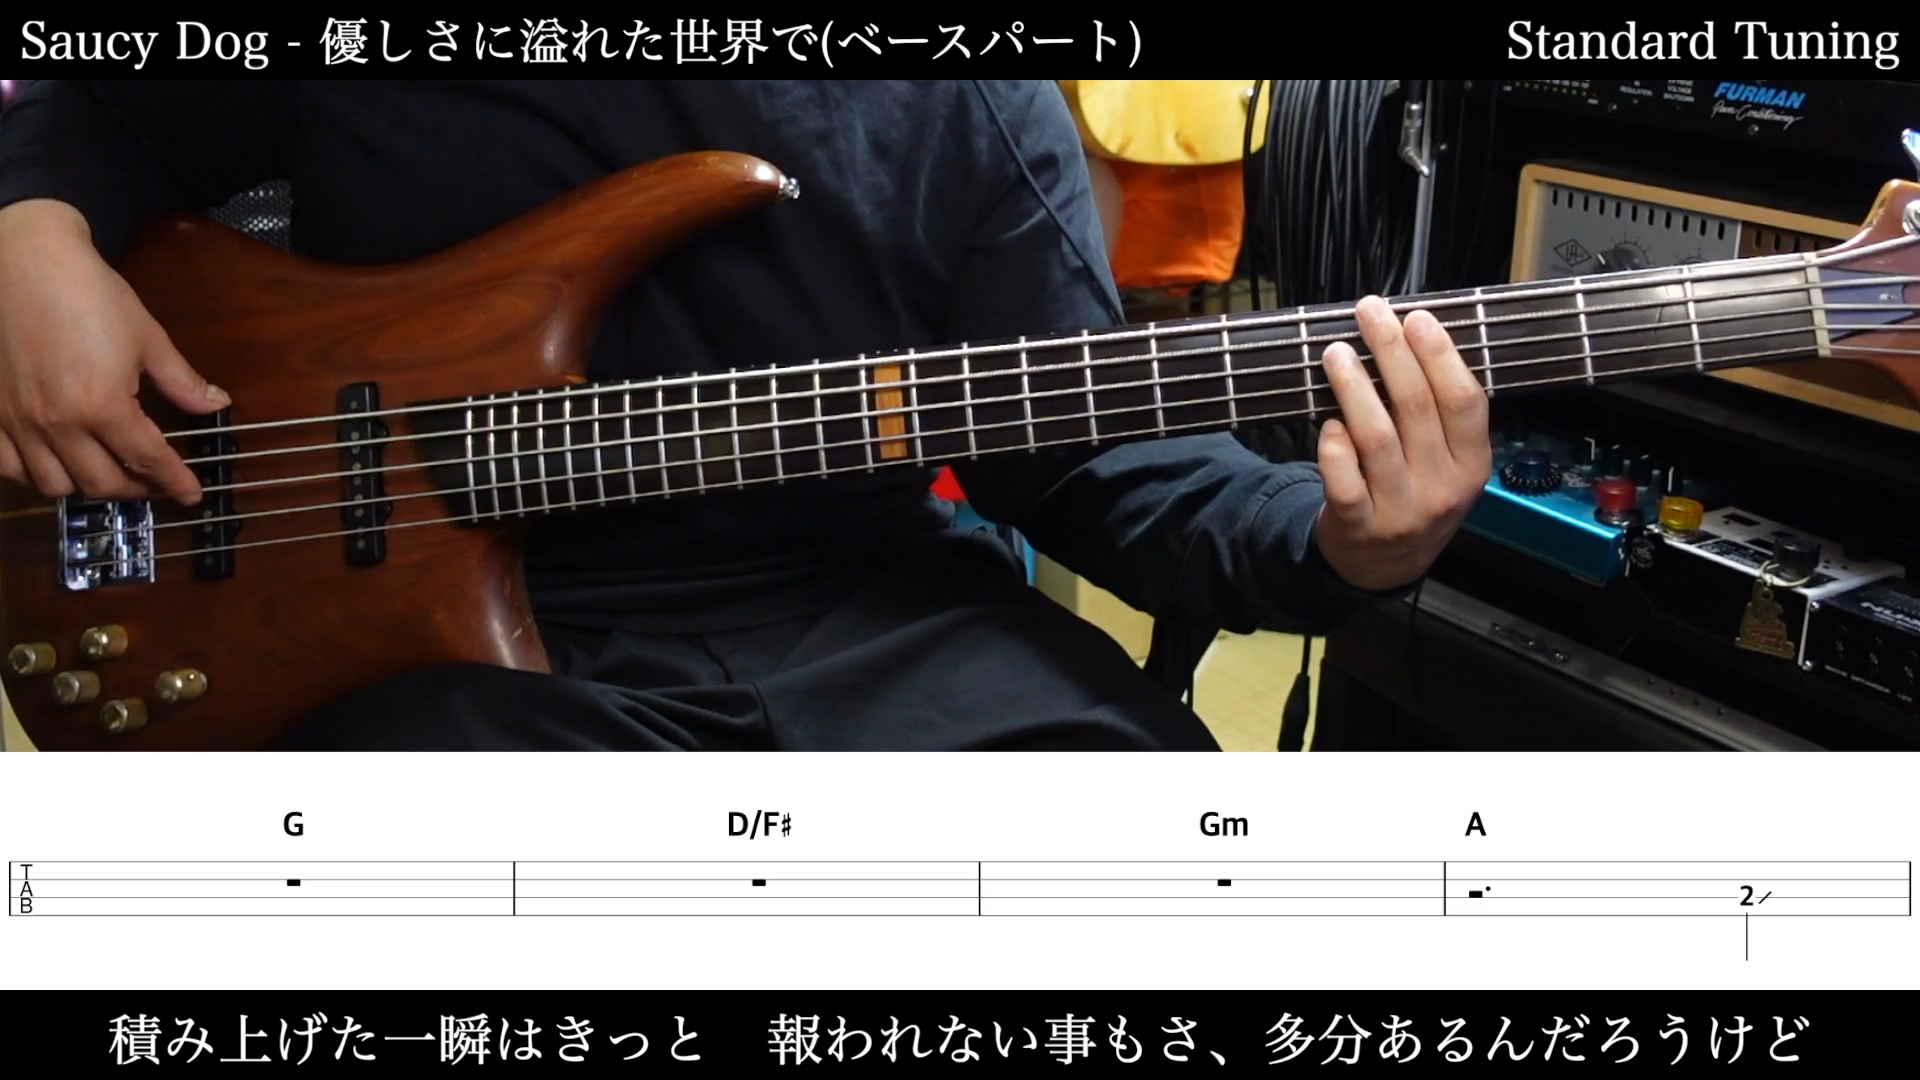 Saucy Dog - 優しさに溢れた世界で(ベースパート)
Standard Tuning
FURMAN
Power Conditioning
G D/F♯ Gm A
T
A
B
2
積み上げた一瞬はきっと 報われない事もさ、多分あるんだろうけど